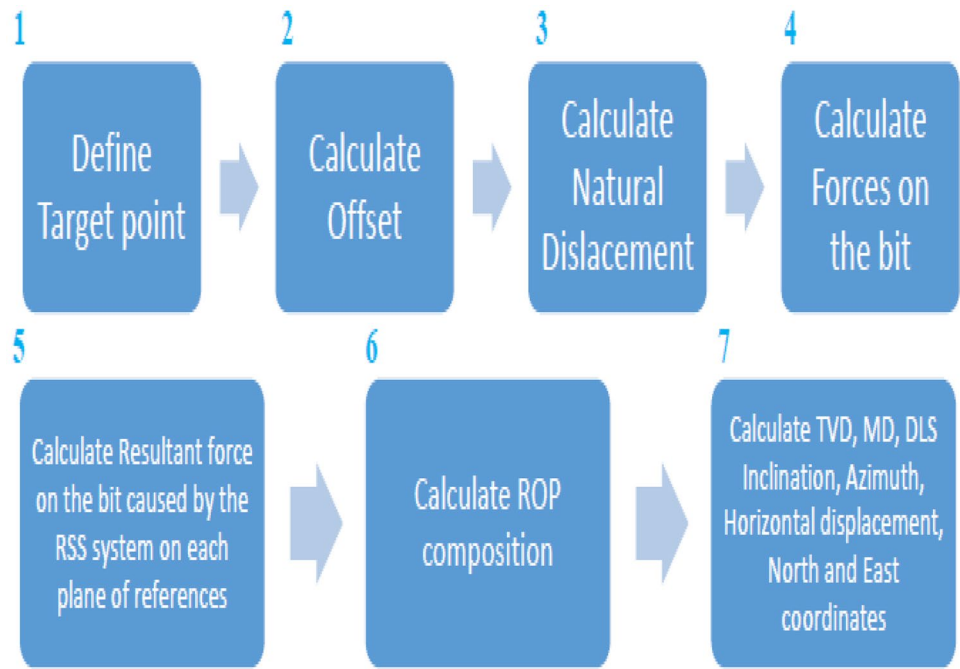 1
Define
Target point
2
Calculate
Offset
3
Calculate
Natural
Dislacement
4
Calculate
Forces on
the bit
5
Calculate Resultant force
on the bit caused by the
RSS system on each
plane of references
6
Calculate ROP
composition
7
Calculate TVD, MD, DLS
Inclination, Azimuth,
Horizontal displacement,
North and East
coordinates